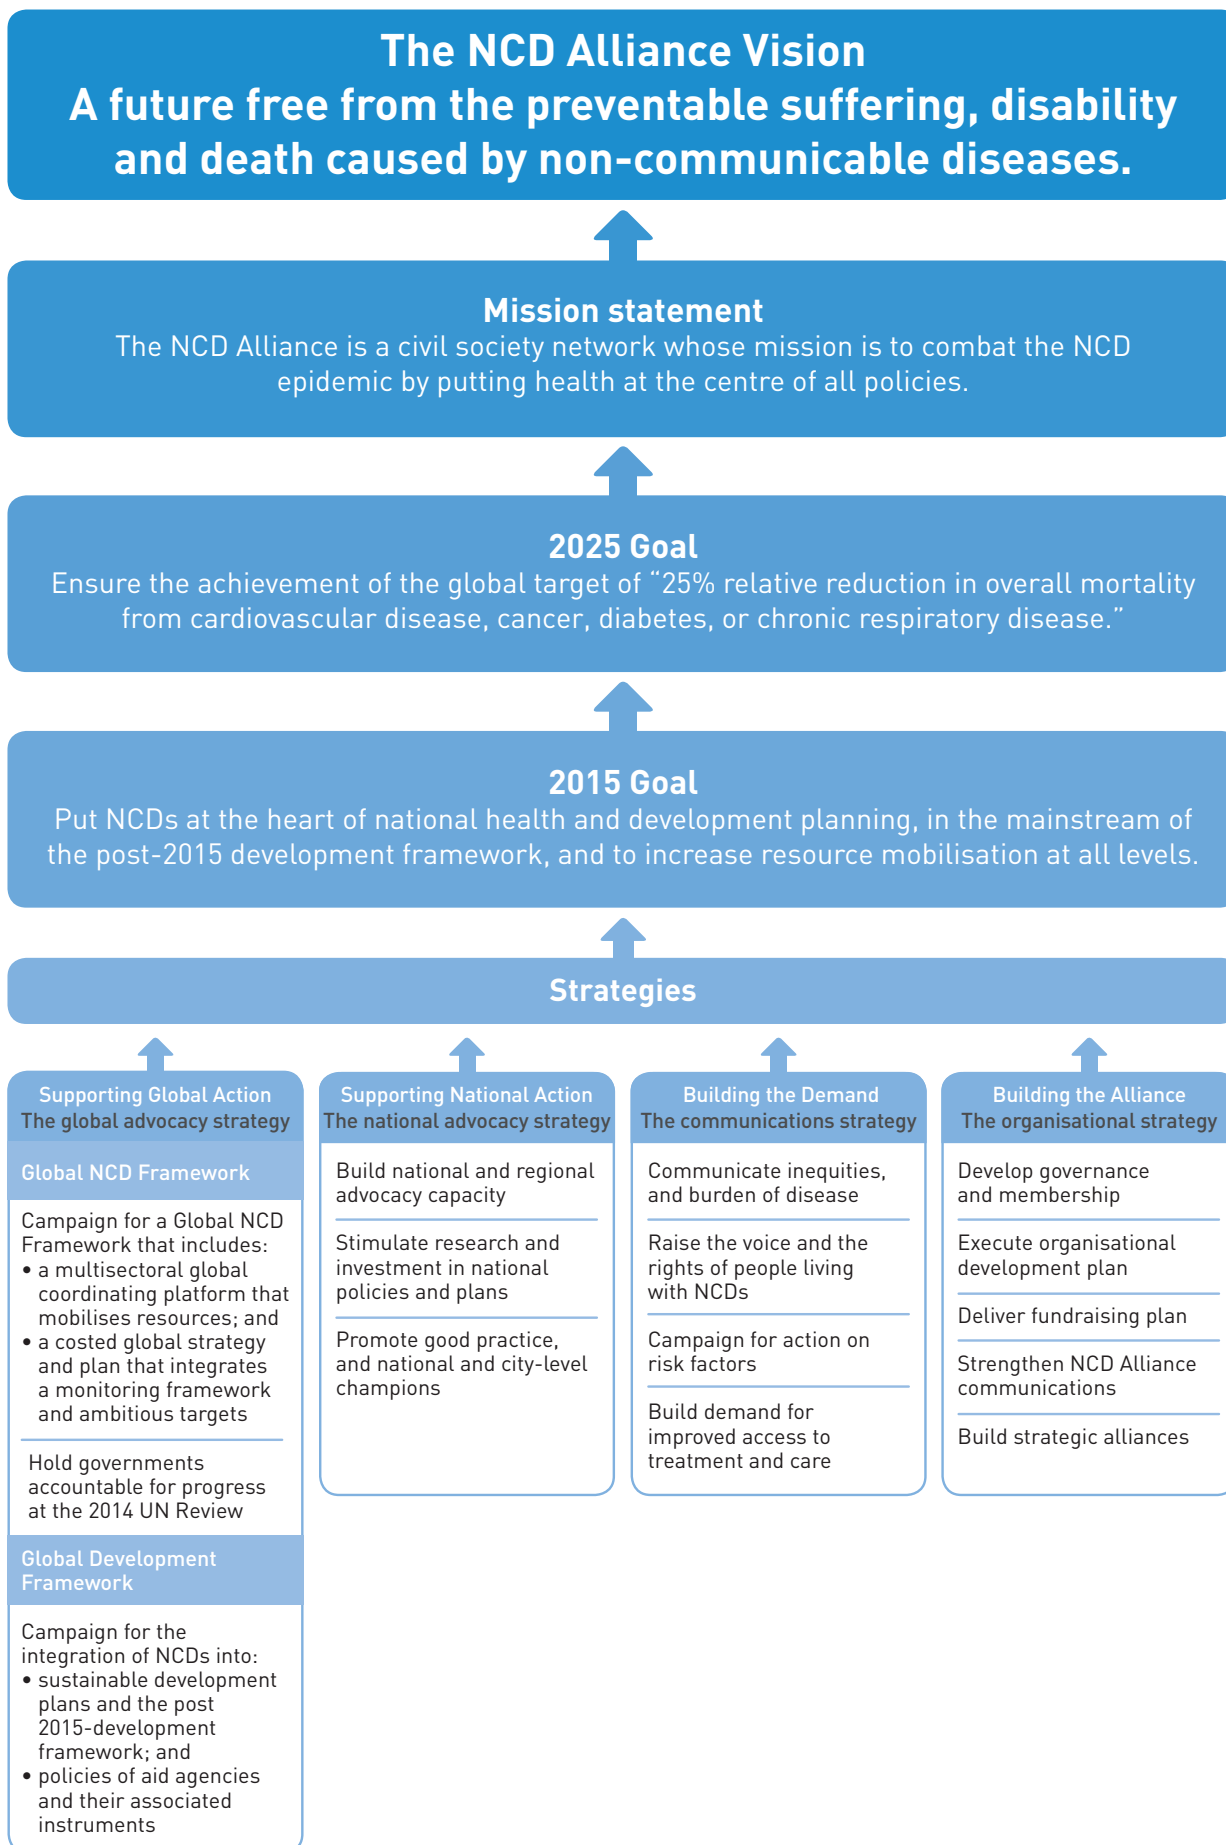 The NCD Alliance Vision
A future free from the preventable suffering, disability
and death caused by non-communicable diseases.
Mission statement
The NCD Alliance is a civil society network whose mission is to combat the NCD
epidemic by putting health at the centre of all policies.
2025 Goal
Ensure the achievement of the global target of “25% relative reduction in overall mortality
from cardiovascular disease, cancer, diabetes, or chronic respiratory disease.”
2015 Goal
Put NCDs at the heart of national health and development planning, in the mainstream of
the post-2015 development framework, and to increase resource mobilisation at all levels.
Strategies
Supporting Global Action
The global advocacy strategy
Global NCD Framework
Campaign for a Global NCD
Framework that includes:
• a multisectoral global
coordinating platform that
mobilises resources; and
• a costed global strategy
and plan that integrates
a monitoring framework
and ambitious targets
Hold governments
accountable for progress
at the 2014 UN Review
Global Development
Framework
Campaign for the
integration of NCDs into:
• sustainable development
plans and the post
2015-development
framework; and
• policies of aid agencies
and their associated
instruments
Supporting National Action
The national advocacy strategy
Build national and regional
advocacy capacity
Stimulate research and
investment in national
policies and plans
Promote good practice,
and national and city-level
champions
Building the Demand
The communications strategy
Communicate inequities,
and burden of disease
Raise the voice and the
rights of people living
with NCDs
Campaign for action on
risk factors
Build demand for
improved access to
treatment and care
Building the Alliance
The organisational strategy
Develop governance
and membership
Execute organisational
development plan
Deliver fundraising plan
Strengthen NCD Alliance
communications
Build strategic alliances